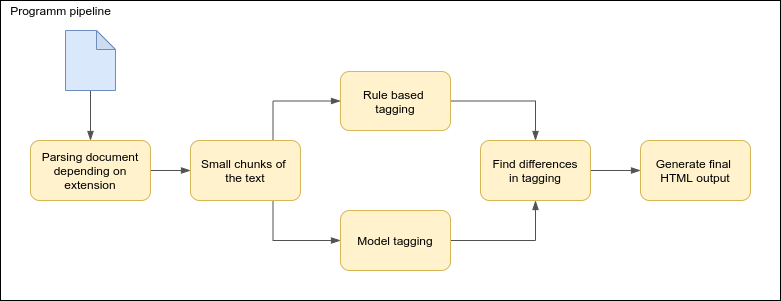 Programm pipeline
Parsing document
depending on
extension
Small chunks of
the text
Rule based
tagging
Model tagging
Find differences
in tagging
Generate final
HTML output